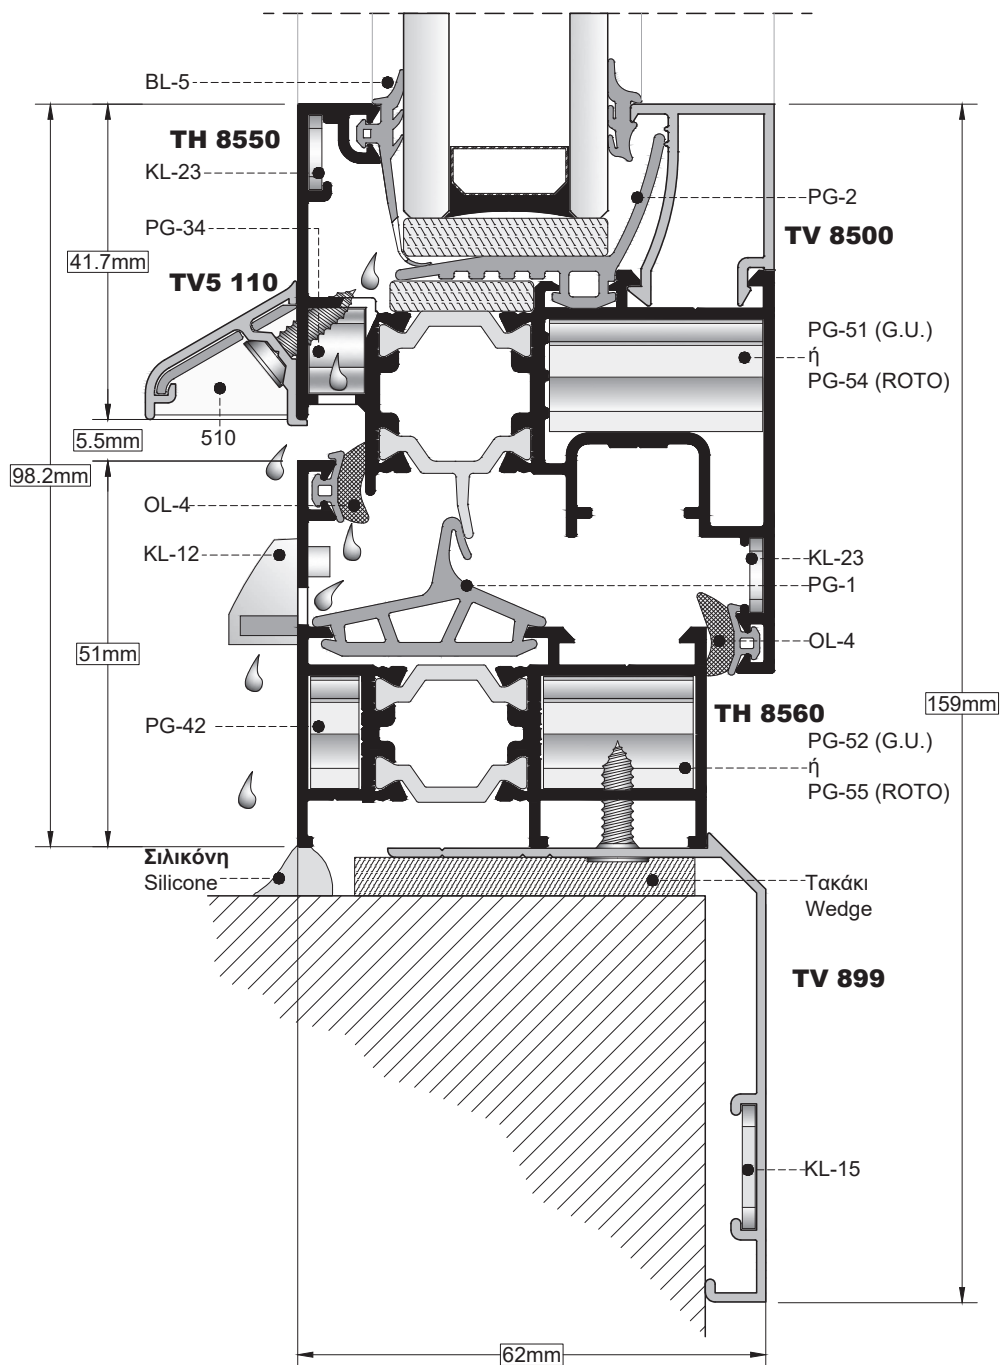 BL-5
TH 8550
KL-23
PG-34
41.7mm
TV5 110
510
5.5mm
98.2mm
OL-4
KL-12
51mm
PG-42
Σιλικόνη
Silicone
PG-2
TV 8500
PG-51 (G.U.)
ή
PG-54 (ROTO)
KL-23
PG-1
OL-4
159mm
TH 8560
PG-52 (G.U.)
ή
PG-55 (ROTO)
Τακάκι
Wedge
TV 899
KL-15
62mm